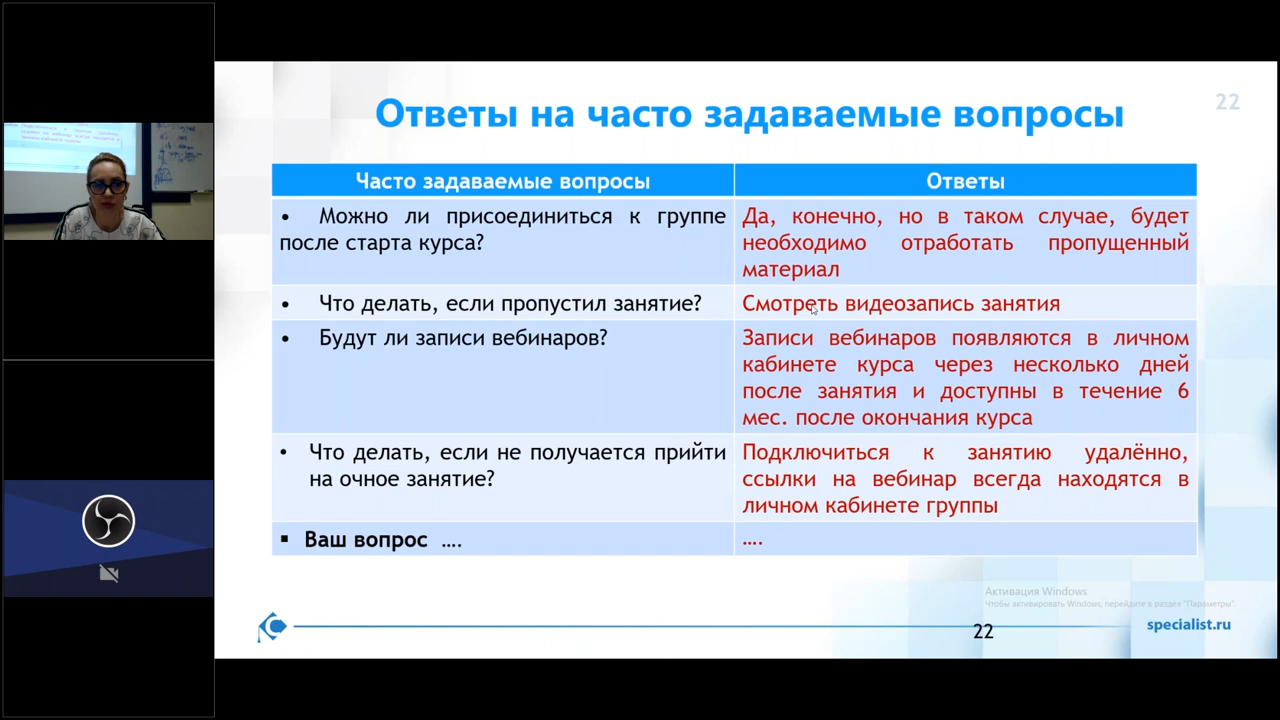 Ответы на часто задаваемые вопросы
22
Часто задаваемые вопросы
Ответы
• Можно ли присоединиться к группе
после старта курса?
Да, конечно, но в таком случае, будет
необходимо отработать пропущенный
материал
• Что делать, если пропустил занятие?
Смотреть видеозапись занятия
• Будут ли записи вебинаров?
Записи вебинаров появляются в личном
кабинете курса через несколько дней
после занятия и доступны в течение 6
мес. после окончания курса
• Что делать, если не получается прийти
на очное занятие?
Подключиться к занятию удалённо,
ссылки на вебинар всегда находятся в
личном кабинете группы
▪ Ваш вопрос ....
....
Активация Windows
Чтобы активировать Windows, перейдите в раздел "Параметры".
22
specialist.ru